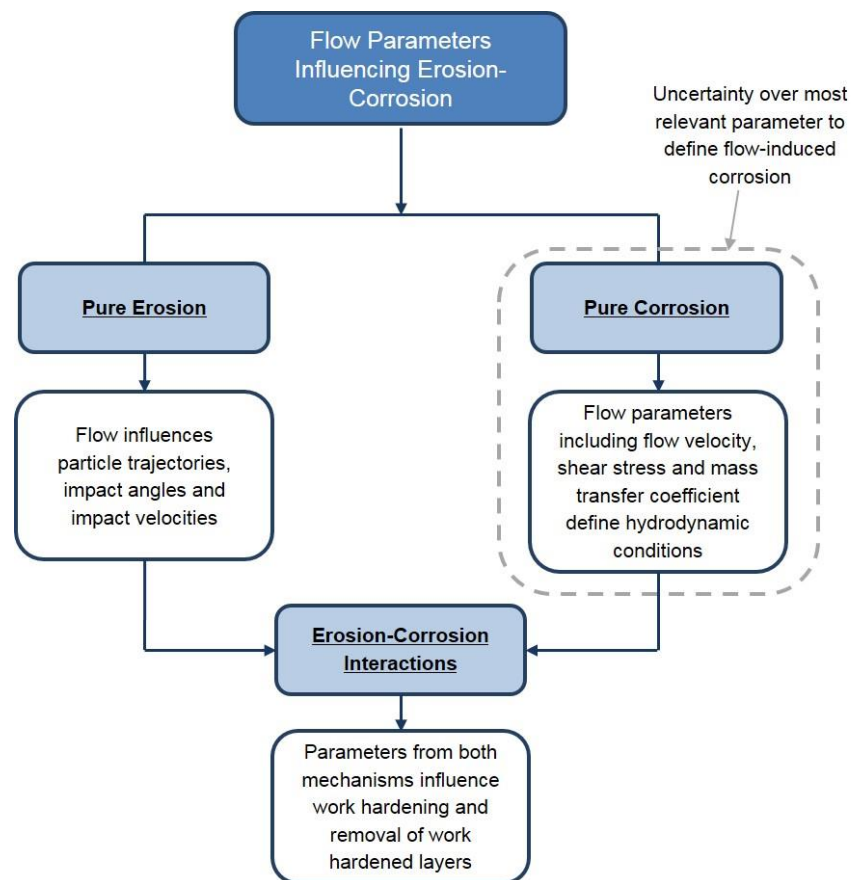 Flow Parameters
Influencing Erosion-
Corrosion
Uncertainty over most
relevant parameter to
define flow-induced
corrosion
Pure Erosion
Pure Corrosion
Flow influences
particle trajectories,
impact angles and
impact velocities
Flow parameters
including flow velocity,
shear stress and mass
transfer coefficient
define hydrodynamic
conditions
Erosion-Corrosion
Interactions
Parameters from both
mechanisms influence
work hardening and
removal of work
hardened layers